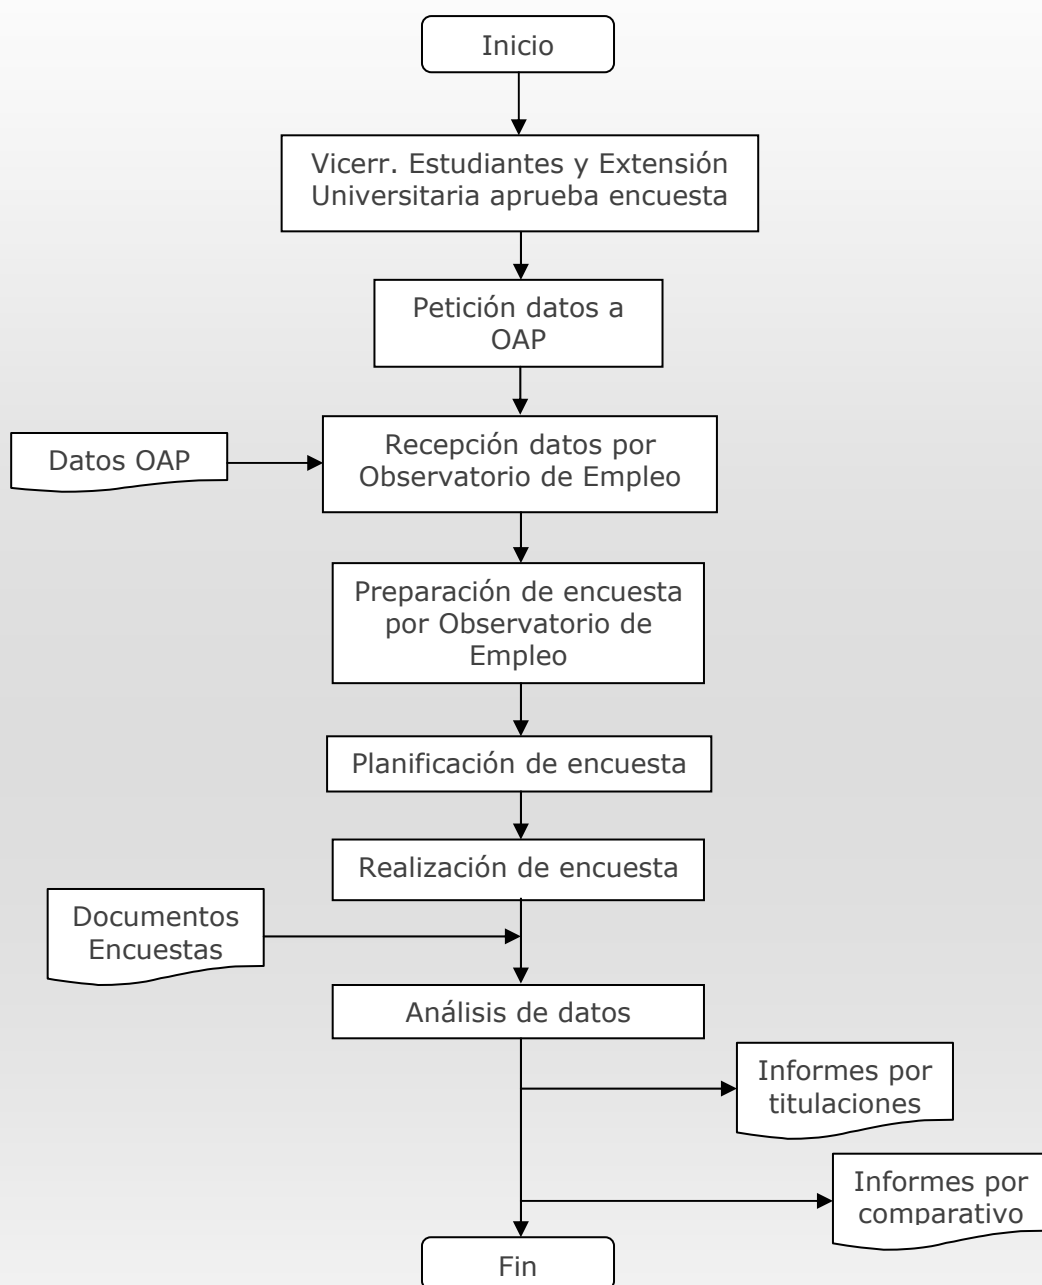 Inicio
Vicerr. Estudiantes y Extensión
Universitaria aprueba encuesta
Petición datos a
OAP
Datos OAP
Recepción datos por
Observatorio de Empleo
Preparación de encuesta
por Observatorio de
Empleo
Planificación de encuesta
Realización de encuesta
Documentos
Encuestas
Análisis de datos
Informes por
titulaciones
Informes por
comparativo
Fin